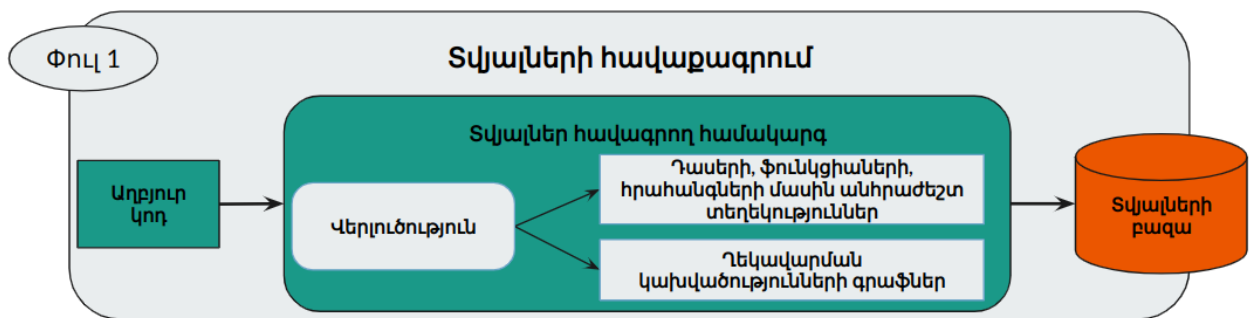 Փուլ 1
Տվյալների հավաքագրում
Տվյալներ հավագրող համակարգ
Աղբյուր
կոդ
Վերլուծություն
Դասերի, ֆունկցիաների,
հրահանգների մասին անհրաժեշտ
տեղեկություններ
Ղեկավարման
կախվածությունների գրաֆներ
Տվյալների
բազա